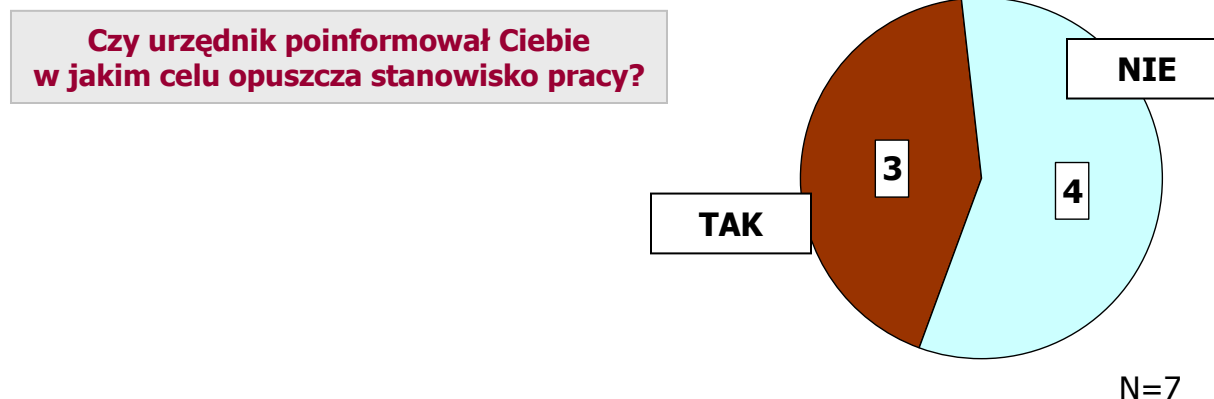 Czy urzędnik poinformował Ciebie
w jakim celu opuszcza stanowisko pracy?
NIE
3
4
TAK
N=7